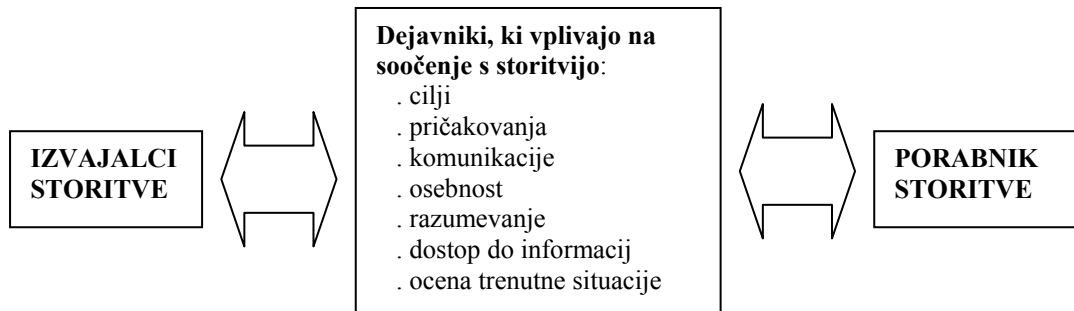 IZVAJALCI
STORITVE
Dejavniki, ki vplivajo na
soočenje s storitvijo:
. cilji
. pričakovanja
. komunikacije
. osebnost
. razumevanje
. dostop do informacij
. ocena trenutne situacije
PORABNIK
STORITVE